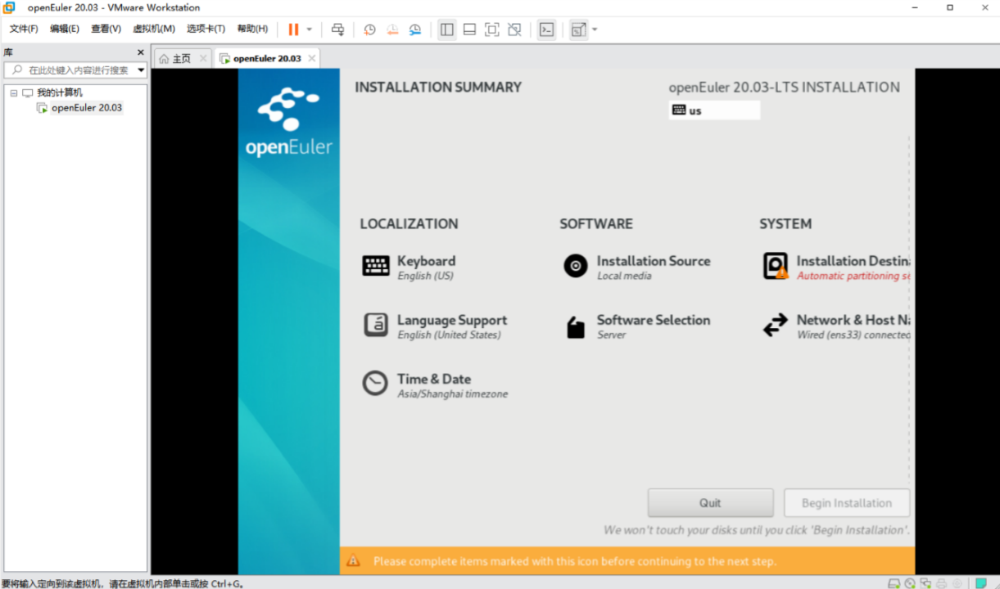 openEuler 20.03 - VMware Workstation
文件(F) 编辑(E) 查看(V) 虚拟机(M) 选项卡(T) 帮助(H)
库
在此处键入内容进行搜索
我的计算机
openEuler 20.03
主页
openEuler 20.03
openEuler
INSTALLATION SUMMARY
openEuler 20.03-LTS INSTALLATION
us
LOCALIZATION
Keyboard
English (US)
Language Support
English (United States)
Time & Date
Asia/Shanghai timezone
SOFTWARE
Installation Source
Local media
Software Selection
Server
SYSTEM
Installation Destin
Automatic partitioning se
Network & Host Na
Wired (ens33) connected
Quit
Begin Installation
We won't touch your disks until you click 'Begin Installation'.
Please complete items marked with this icon before continuing to the next step.
要将输入定向到该虚拟机，请在虚拟机内部单击或按 Ctrl+G。